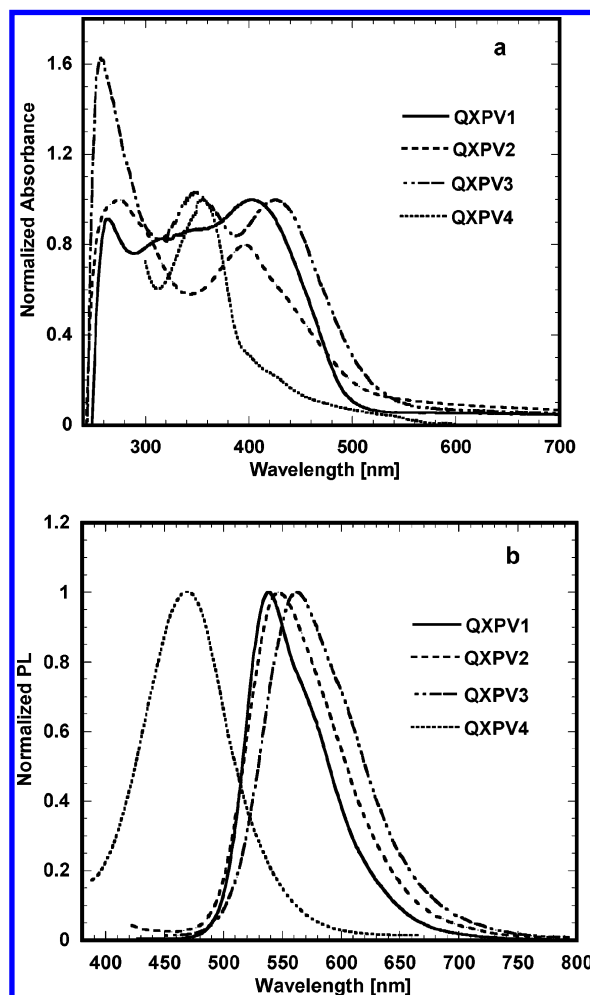 a
1.6
1.2
0.8
0.4
0
Normalized Absorbance
QXPV1
QXPV2
QXPV3
QXPV4
300 400 500 600 700
Wavelength [nm]
b
1.2
1
0.8
0.6
0.4
0.2
0
Normalized PL
QXPV1
QXPV2
QXPV3
QXPV4
400 450 500 550 600 650 700 750 800
Wavelength [nm]